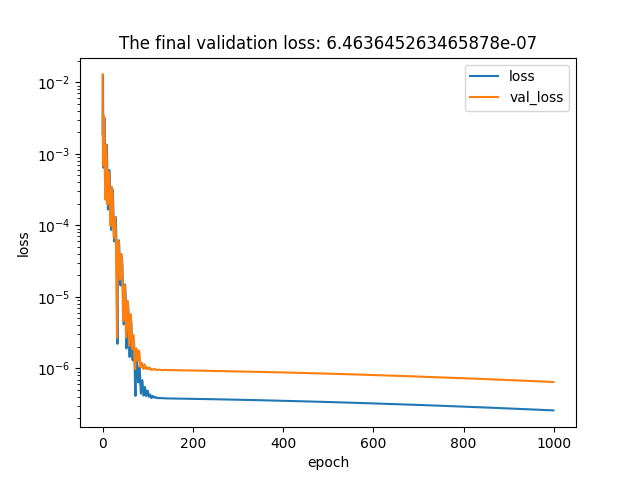 The final validation loss: 6.463645263465878e-07
loss
val_loss
10⁻²
10⁻³
10⁻⁴
10⁻⁵
10⁻⁶
loss
0 200 400 600 800 1000
epoch